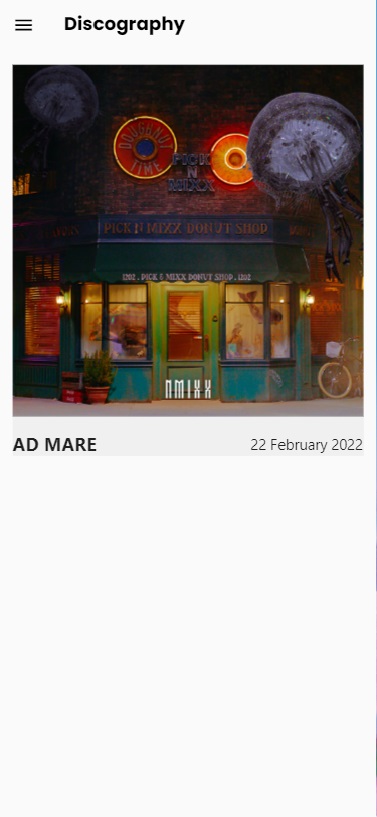 Discography
DOUGHNUT
TIME
PICK
N
MIXX
PICK N MIXX DONUT SHOP
1202 . PICK & MIXX DONUT SHOP . 1202
NMIXX
AD MARE
22 February 2022